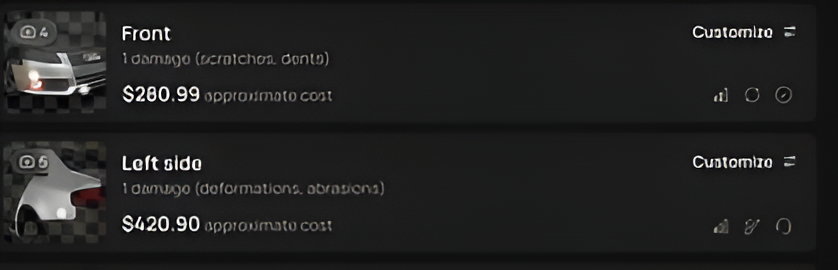 4
Front
Customize
1 damage (scratches, dents)
$280.99 approximate cost
5
Left side
Customize
1 damage (deformations, abrasions)
$420.90 approximate cost